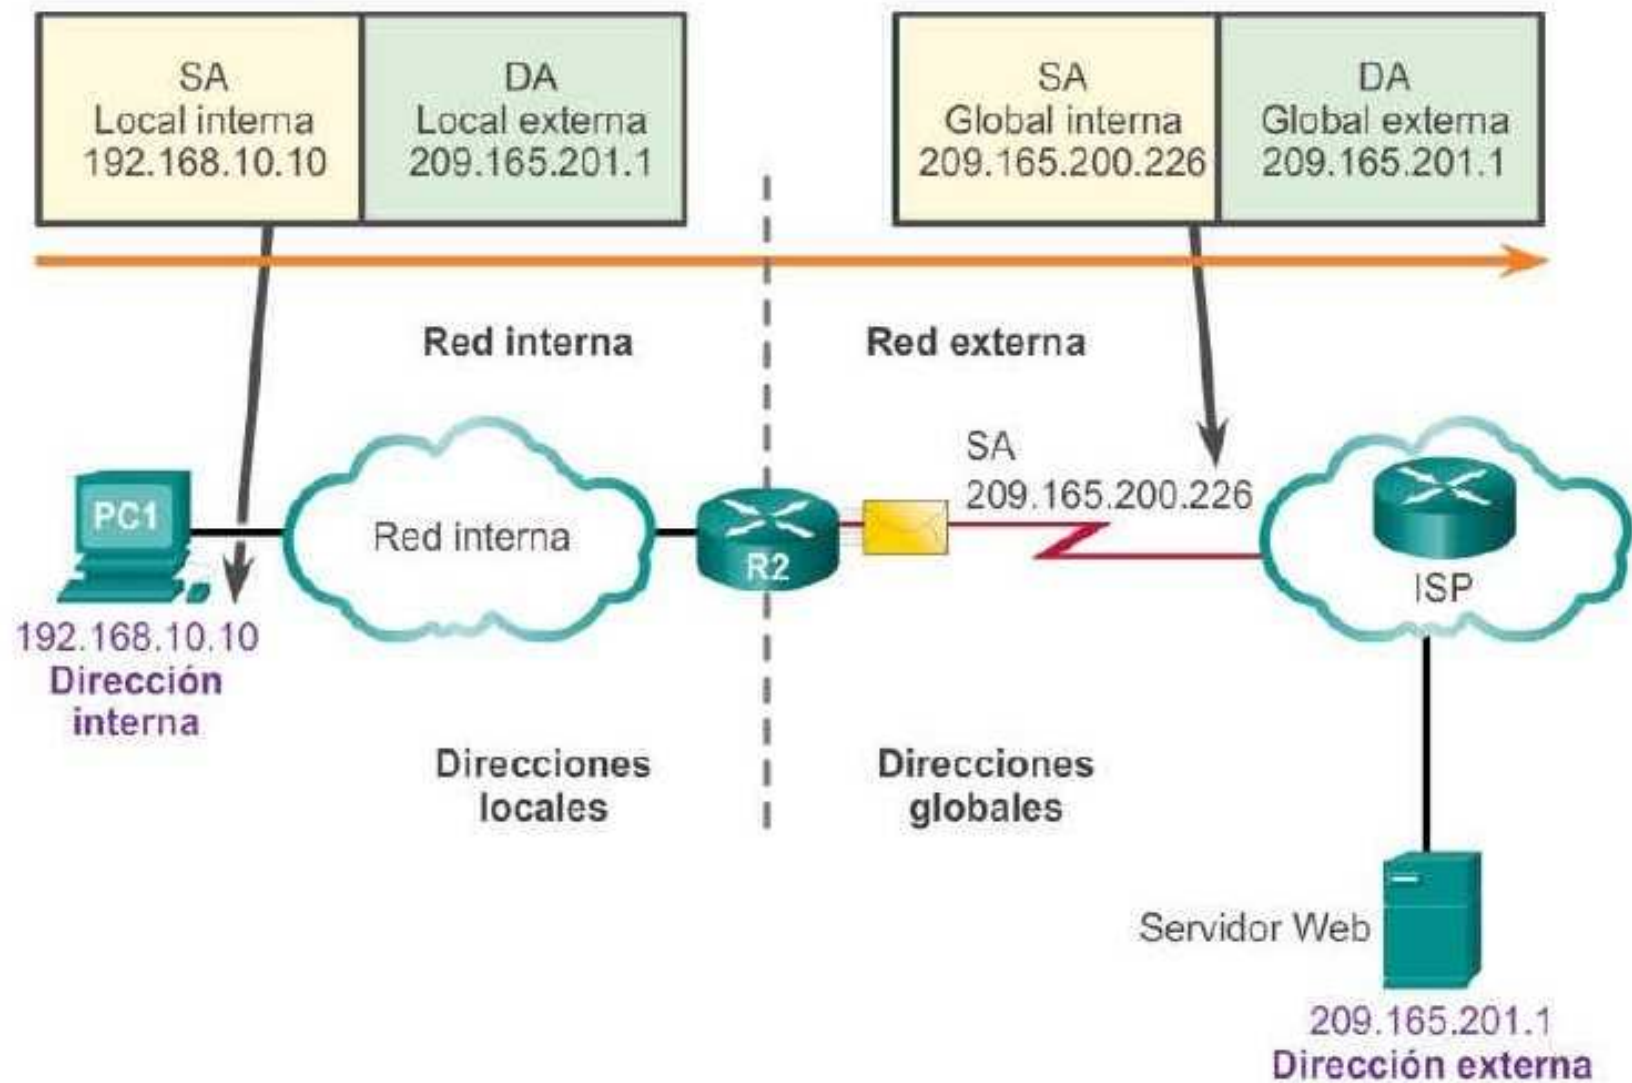 SA
Local interna
192.168.10.10
DA
Local externa
209.165.201.1
SA
Global interna
209.165.200.226
DA
Global externa
209.165.201.1
Red interna
Red externa
SA
209.165.200.226
PC1
Red interna
R2
ISP
192.168.10.10
Dirección
interna
Direcciones
locales
Direcciones
globales
Servidor Web
209.165.201.1
Dirección externa